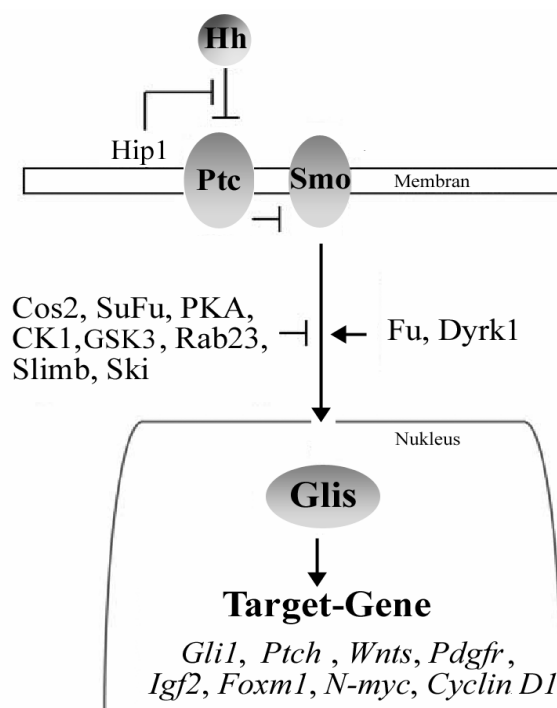 Hh
Hip1
Ptc
Smo
Membran
Cos2, SuFu, PKA,
CK1,GSK3, Rab23,
Slimb, Ski
Fu, Dyrk1
Nukleus
Glis
Target-Gene
Gli1, Ptch , Wnts, Pdgfr,
Igf2, Foxm1, N-myc, Cyclin D1